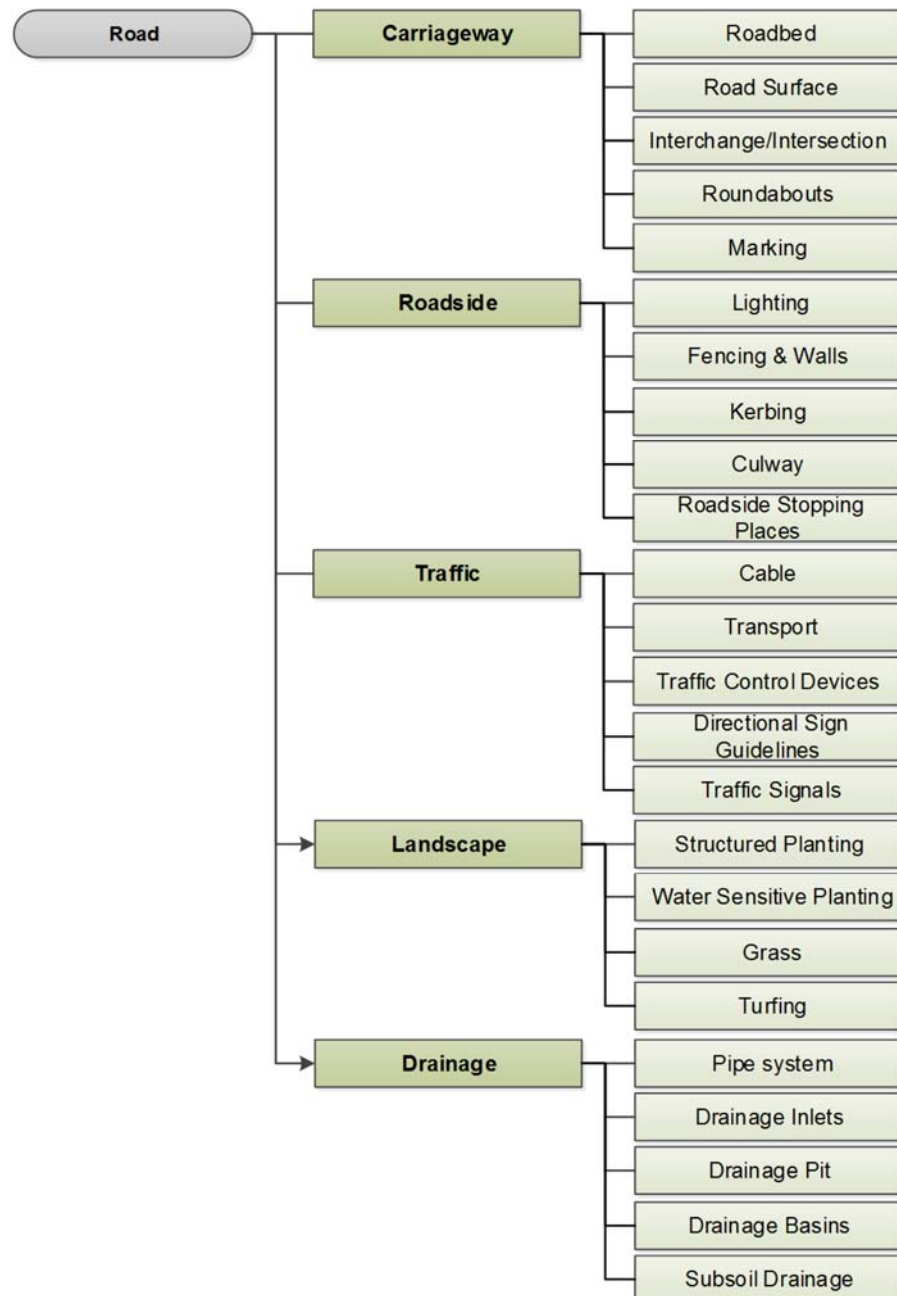 Road
Carriageway
Roadbed
Road Surface
Interchange/Intersection
Roundabouts
Marking
Roadside
Lighting
Fencing & Walls
Kerbing
Culway
Roadside Stopping
Places
Traffic
Cable
Transport
Traffic Control Devices
Directional Sign
Guidelines
Traffic Signals
Landscape
Structured Planting
Water Sensitive Planting
Grass
Turfing
Drainage
Pipe system
Drainage Inlets
Drainage Pit
Drainage Basins
Subsoil Drainage